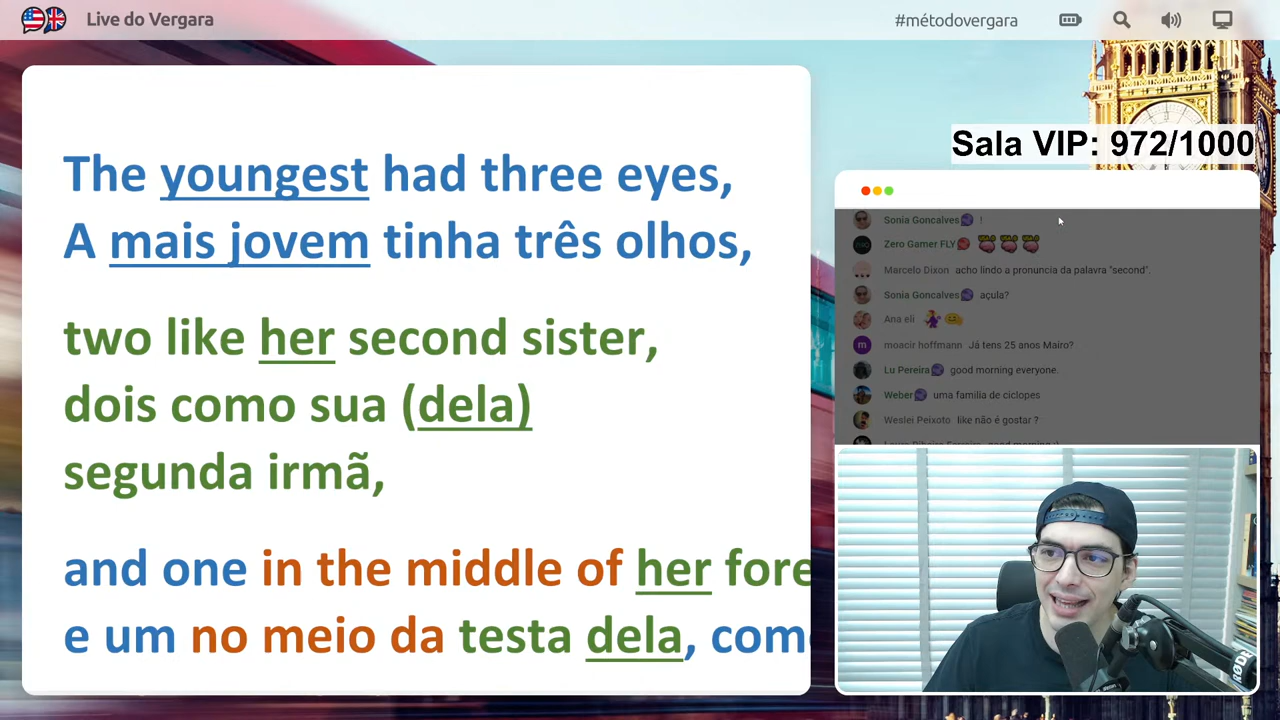 Live do Vergara
#métodovergara
Sala VIP: 972/1000
The youngest had three eyes,
A mais jovem tinha três olhos,
two like her second sister,
dois como sua (dela)
segunda irmã,
and one in the middle of her fore
e um no meio da testa dela, com
Sonia Goncalves !
Zero Gamer FLY
Marcelo Dixon acho lindo a pronuncia da palavra "second".
Sonia Goncalves açula?
Ana eli
moacir hoffmann Já tens 25 anos Mairo?
Lu Pereira good morning everyone.
Weber uma familia de ciclopes
Weslei Peixoto like não é gostar ?
RØDE